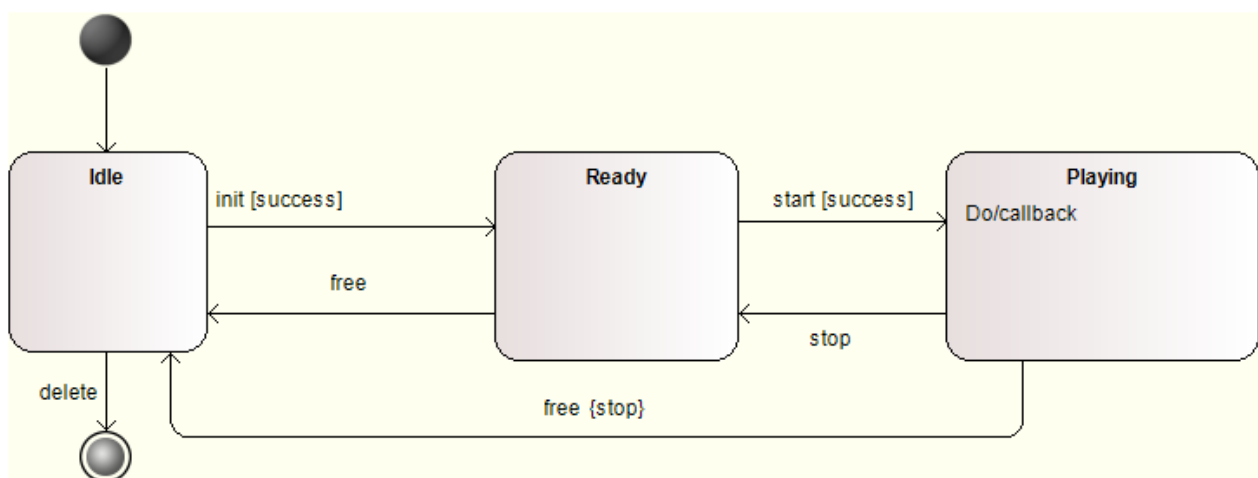 Idle
Ready
Playing
init [success]
start [success]
Do/callback
free
stop
delete
free {stop}